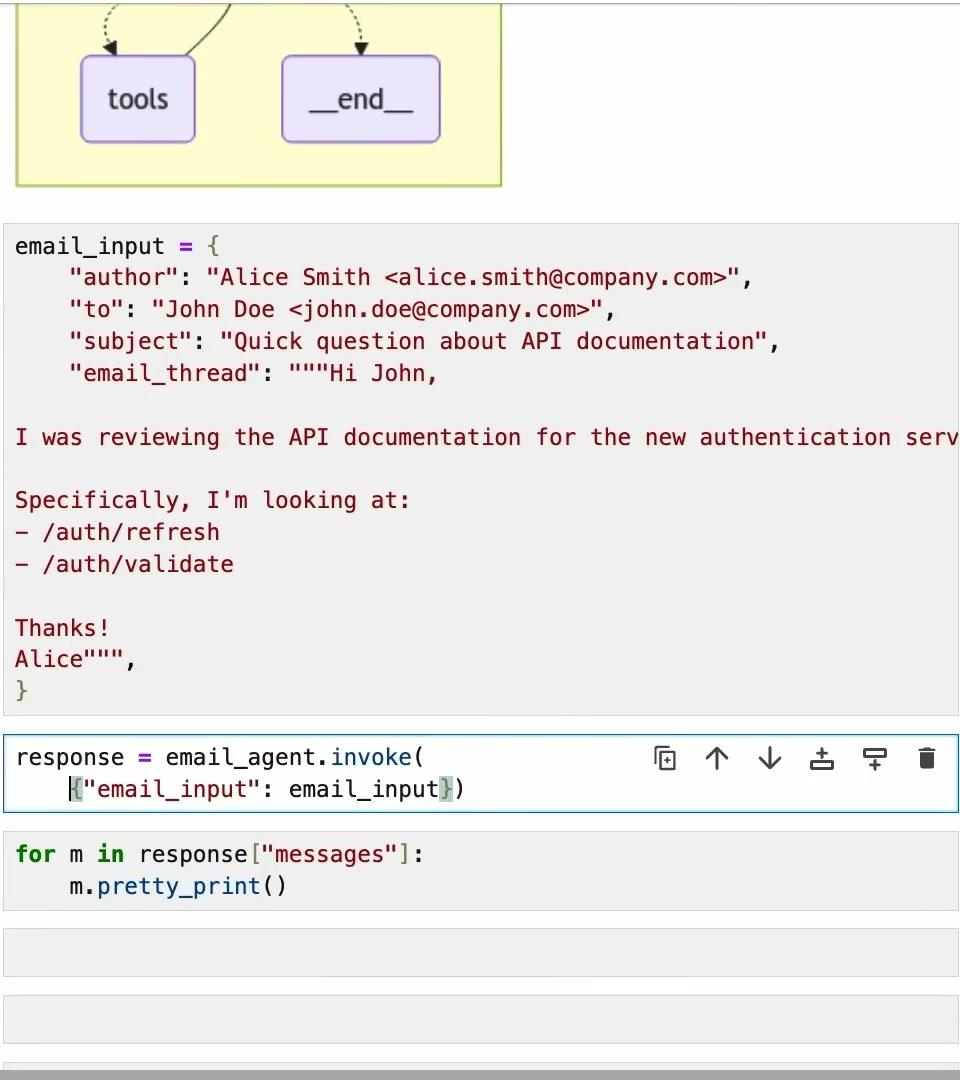 tools
__end__
email_input = {
    "author": "Alice Smith <alice.smith@company.com>",
    "to": "John Doe <john.doe@company.com>",
    "subject": "Quick question about API documentation",
    "email_thread": """Hi John,
I was reviewing the API documentation for the new authentication serv
Specifically, I'm looking at:
- /auth/refresh
- /auth/validate
Thanks!
Alice""",
}
response = email_agent.invoke(
    {"email_input": email_input})
for m in response["messages"]:
    m.pretty_print()